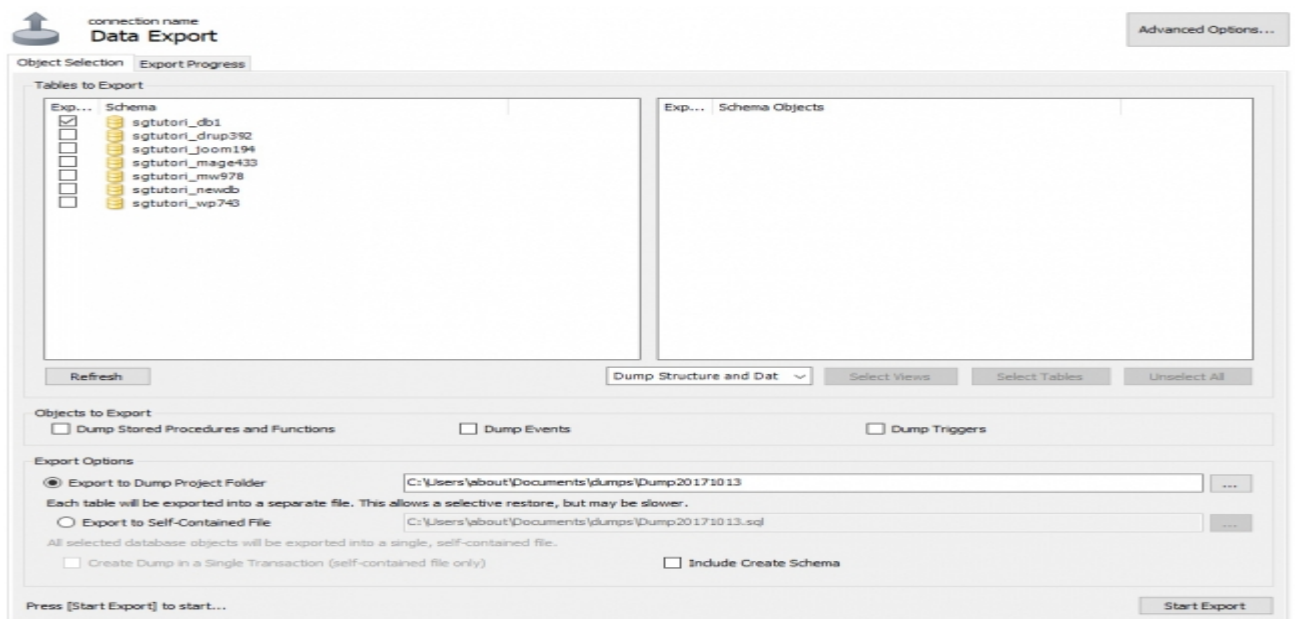 connection name
Data Export
Advanced Options...
Object Selection Export Progress
Tables to Export
Exp... Schema
sgtutori_db1
sgtutori_drup392
sgtutori_joom194
sgtutori_mage433
sgtutori_mw978
sgtutori_newdb
sgtutori_wp743
Exp... Schema Objects
Refresh Dump Structure and Dat Select Views Select Tables Unselect All
Objects to Export
Dump Stored Procedures and Functions Dump Events Dump Triggers
Export Options
Export to Dump Project Folder C:\Users\about\Documents\dumps\Dump20171013 ...
Each table will be exported into a separate file. This allows a selective restore, but may be slower.
Export to Self-Contained File C:\Users\about\Documents\dumps\Dump20171013.sql ...
All selected database objects will be exported into a single, self-contained file.
Create Dump in a Single Transaction (self-contained file only) Include Create Schema
Press [Start Export] to start... Start Export